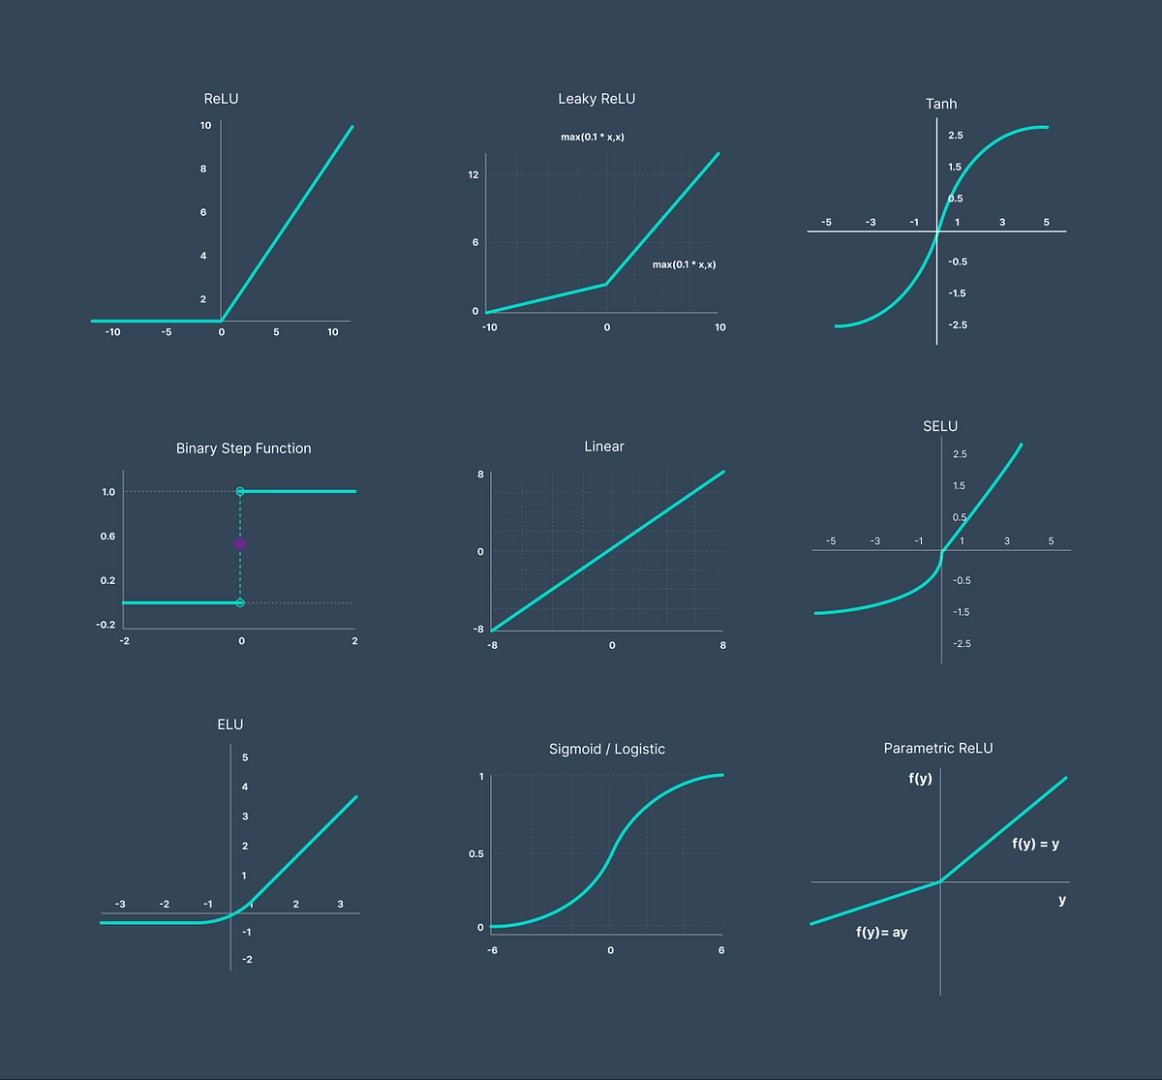 ReLU
10
8
6
4
2
-10 -5 0 5 10
Leaky ReLU
max(0.1 * x,x)
12
6
max(0.1 * x,x)
0
-10 0 10
Tanh
2.5
1.5
0.5
-5 -3 -1 1 3 5
-0.5
-1.5
-2.5
Binary Step Function
1.0
0.6
0.2
-0.2
-2 0 2
Linear
8
0
-8
-8 0 8
SELU
2.5
1.5
0.5
-5 -3 -1 1 3 5
-0.5
-1.5
-2.5
ELU
5
4
3
2
1
-3 -2 -1 1 2 3
-1
-2
Sigmoid / Logistic
1
0.5
0
-6 0 6
Parametric ReLU
f(y)
f(y) = y
y
f(y)= ay